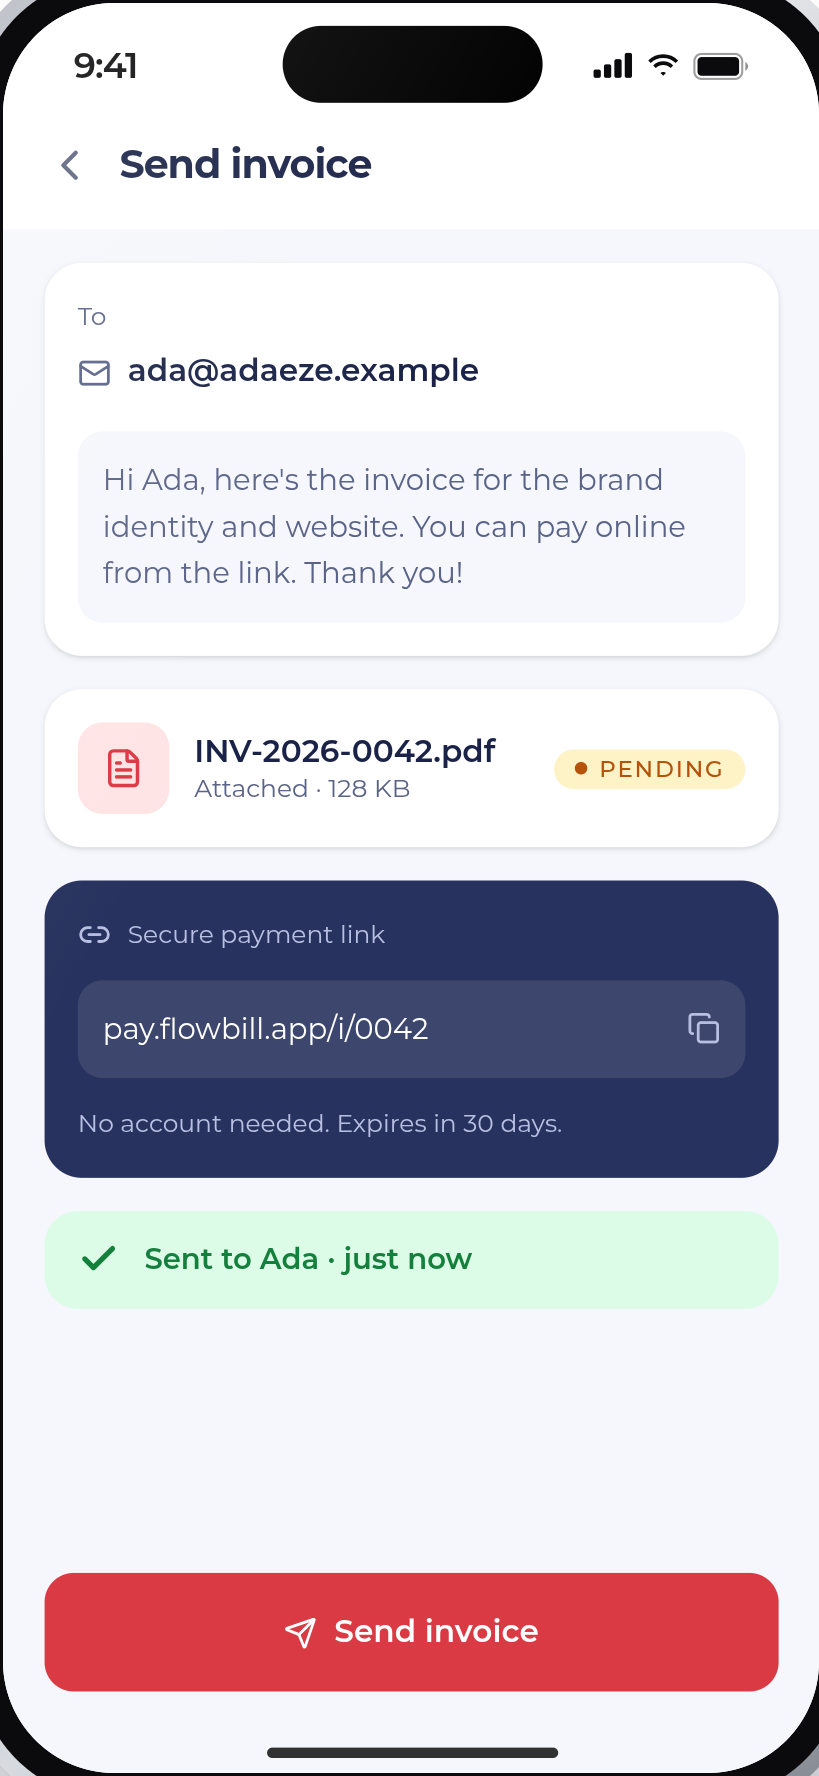 9:41
Send invoice
To
ada@adaeze.example
Hi Ada, here's the invoice for the brand
identity and website. You can pay online
from the link. Thank you!
INV-2026-0042.pdf
Attached · 128 KB
PENDING
Secure payment link
pay.flowbill.app/i/0042
No account needed. Expires in 30 days.
Sent to Ada · just now
Send invoice